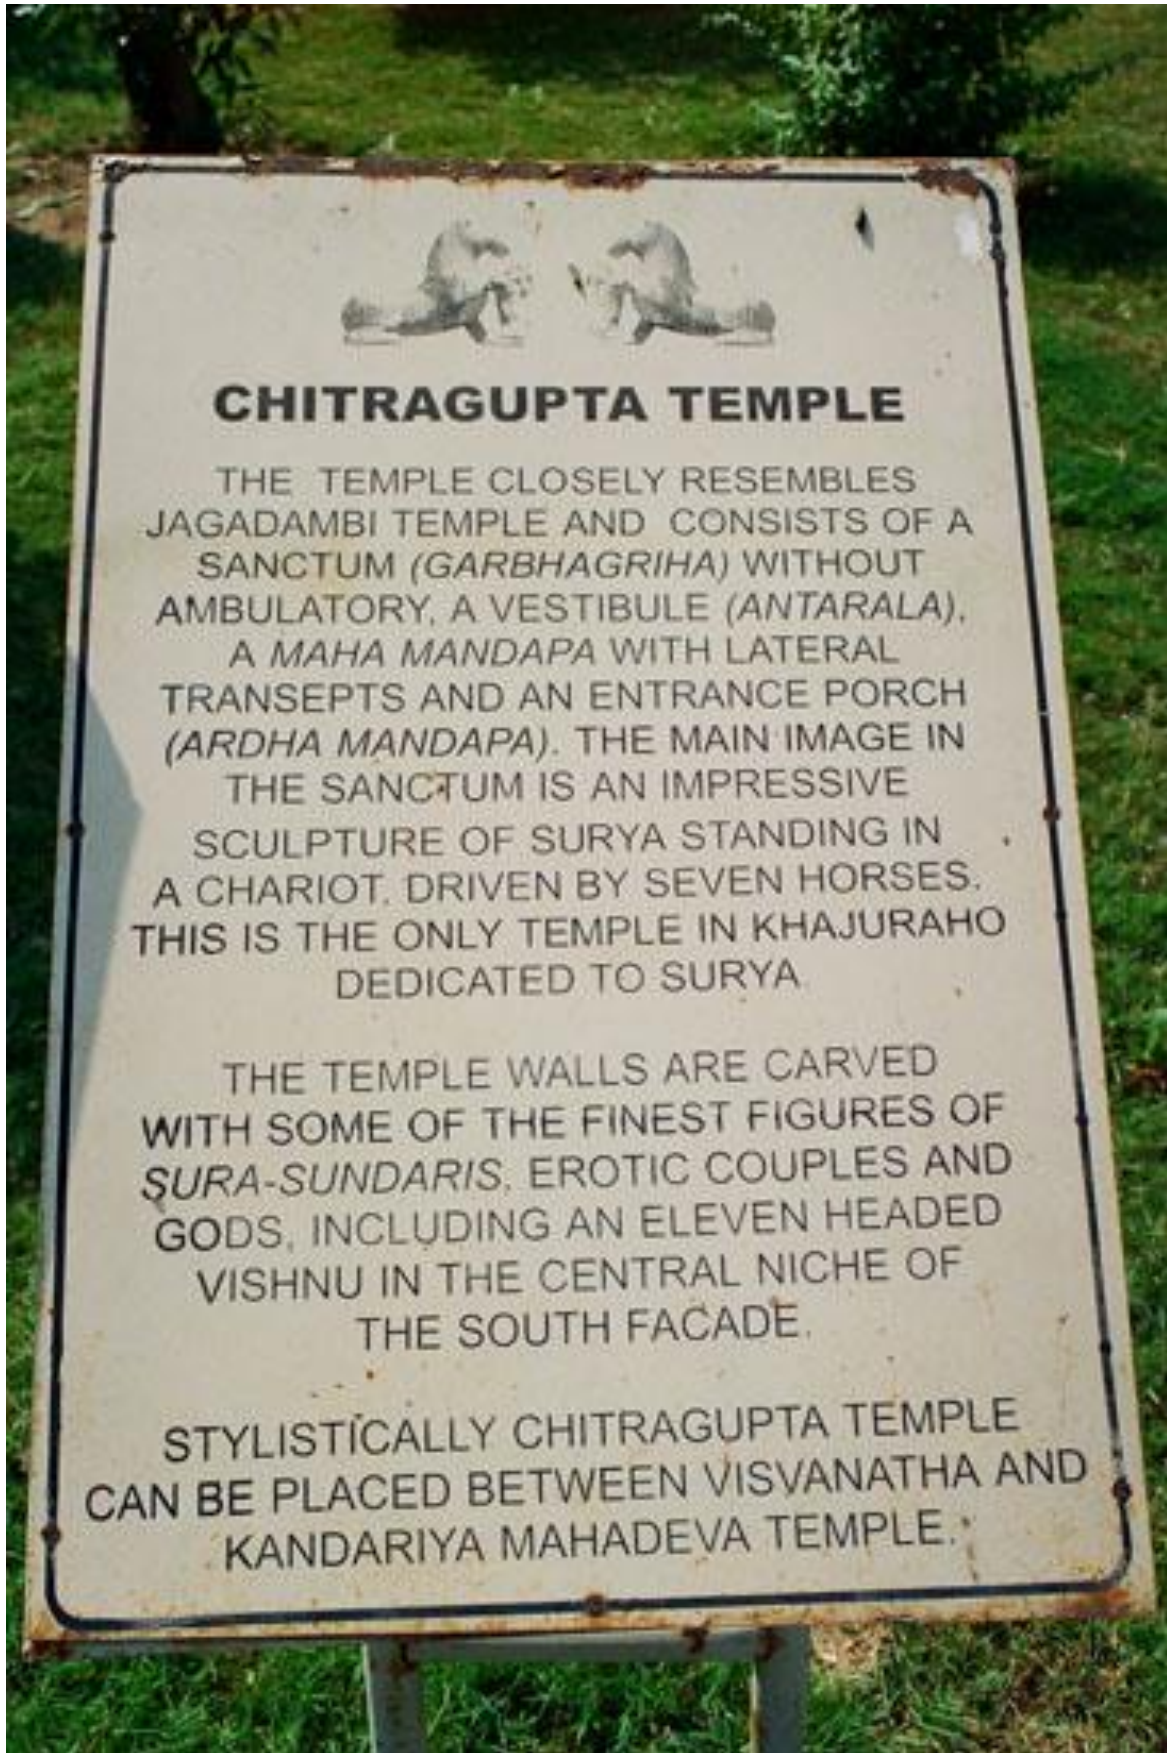 CHITRAGUPTA TEMPLE
THE TEMPLE CLOSELY RESEMBLES
JAGADAMBI TEMPLE AND CONSISTS OF A
SANCTUM (GARBHAGRIHA) WITHOUT
AMBULATORY, A VESTIBULE (ANTARALA),
A MAHA MANDAPA WITH LATERAL
TRANSEPTS AND AN ENTRANCE PORCH
(ARDHA MANDAPA). THE MAIN IMAGE IN
THE SANCTUM IS AN IMPRESSIVE
SCULPTURE OF SURYA STANDING IN
A CHARIOT, DRIVEN BY SEVEN HORSES.
THIS IS THE ONLY TEMPLE IN KHAJURAHO
DEDICATED TO SURYA
THE TEMPLE WALLS ARE CARVED
WITH SOME OF THE FINEST FIGURES OF
SURA-SUNDARIS, EROTIC COUPLES AND
GODS, INCLUDING AN ELEVEN HEADED
VISHNU IN THE CENTRAL NICHE OF
THE SOUTH FACADE.
STYLISTICALLY CHITRAGUPTA TEMPLE
CAN BE PLACED BETWEEN VISVANATHA AND
KANDARIYA MAHADEVA TEMPLE.